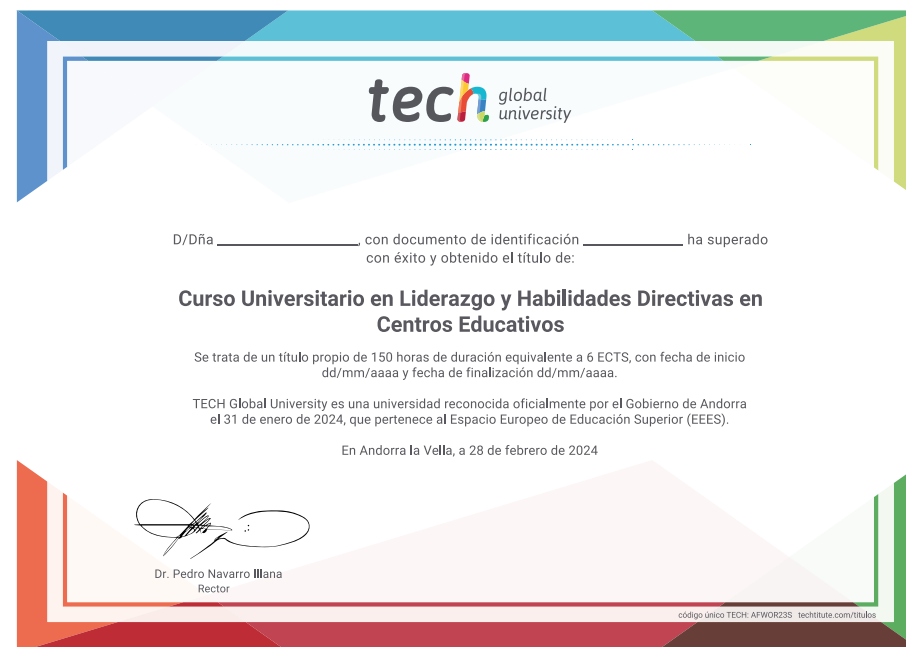 tech global university
D/Dña ____________, con documento de identificación ____________ ha superado
con éxito y obtenido el título de:
Curso Universitario en Liderazgo y Habilidades Directivas en
Centros Educativos
Se trata de un título propio de 150 horas de duración equivalente a 6 ECTS, con fecha de inicio
dd/mm/aaaa y fecha de finalización dd/mm/aaaa.
TECH Global University es una universidad reconocida oficialmente por el Gobierno de Andorra
el 31 de enero de 2024, que pertenece al Espacio Europeo de Educación Superior (EEES).
En Andorra la Vella, a 28 de febrero de 2024
Dr. Pedro Navarro Illana
Rector
código único TECH: AFWOR23S techtitute.com/titulos